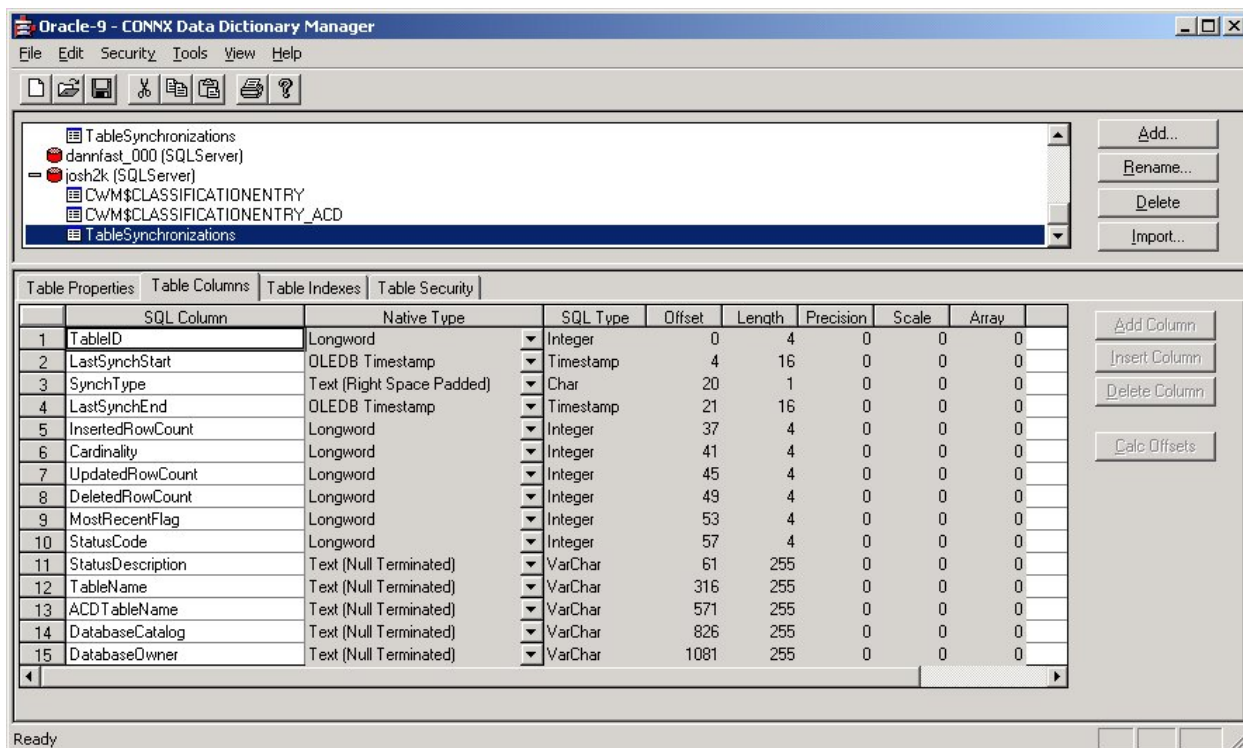 Oracle-9 - CONNX Data Dictionary Manager
File Edit Security Tools View Help
TableSynchronizations
dannfast_000 (SQLServer)
josh2k (SQLServer)
CWM$CLASSIFICATIONENTRY
CWM$CLASSIFICATIONENTRY_ACD
TableSynchronizations
Add...
Rename...
Delete
Import...
Table Properties Table Columns Table Indexes Table Security
SQL Column Native Type SQL Type Offset Length Precision Scale Array
1 TableID Longword Integer 0 4 0 0 0
2 LastSynchStart OLEDB Timestamp Timestamp 4 16 0 0 0
3 SynchType Text (Right Space Padded) Char 20 1 0 0 0
4 LastSynchEnd OLEDB Timestamp Timestamp 21 16 0 0 0
5 InsertedRowCount Longword Integer 37 4 0 0 0
6 Cardinality Longword Integer 41 4 0 0 0
7 UpdatedRowCount Longword Integer 45 4 0 0 0
8 DeletedRowCount Longword Integer 49 4 0 0 0
9 MostRecentFlag Longword Integer 53 4 0 0 0
10 StatusCode Longword Integer 57 4 0 0 0
11 StatusDescription Text (Null Terminated) VarChar 61 255 0 0 0
12 TableName Text (Null Terminated) VarChar 316 255 0 0 0
13 ACDTableName Text (Null Terminated) VarChar 571 255 0 0 0
14 DatabaseCatalog Text (Null Terminated) VarChar 826 255 0 0 0
15 DatabaseOwner Text (Null Terminated) VarChar 1081 255 0 0 0
Add Column
Insert Column
Delete Column
Calc Offsets
Ready